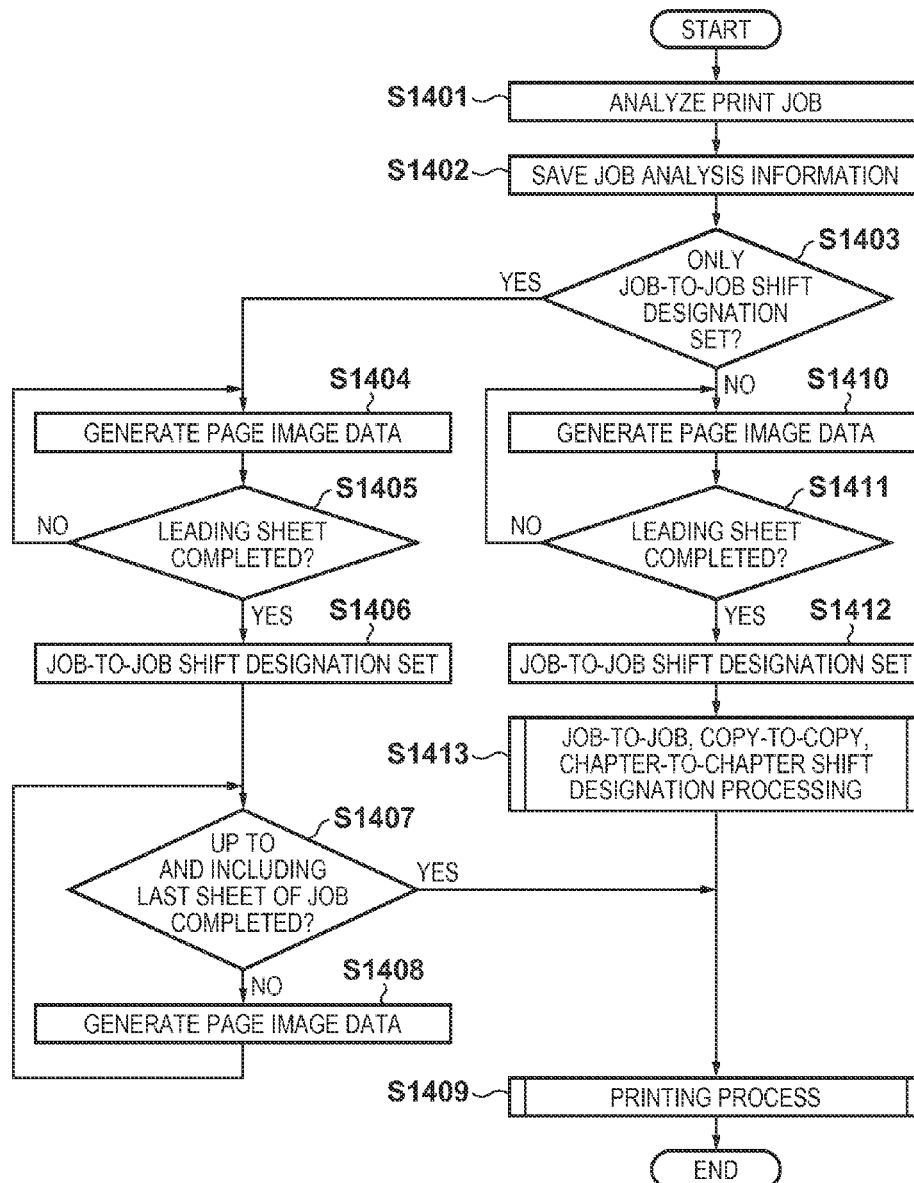 START
S1401
ANALYZE PRINT JOB
S1402
SAVE JOB ANALYSIS INFORMATION
S1403
ONLY
JOB-TO-JOB SHIFT
DESIGNATION
SET?
YES
NO
S1404
GENERATE PAGE IMAGE DATA
S1405
LEADING SHEET
COMPLETED?
NO
YES
S1406
JOB-TO-JOB SHIFT DESIGNATION SET
S1407
UP TO
AND INCLUDING
LAST SHEET OF JOB
COMPLETED?
YES
NO
S1408
GENERATE PAGE IMAGE DATA
S1410
GENERATE PAGE IMAGE DATA
S1411
LEADING SHEET
COMPLETED?
NO
YES
S1412
JOB-TO-JOB SHIFT DESIGNATION SET
S1413
JOB-TO-JOB, COPY-TO-COPY,
CHAPTER-TO-CHAPTER SHIFT
DESIGNATION PROCESSING
S1409
PRINTING PROCESS
END